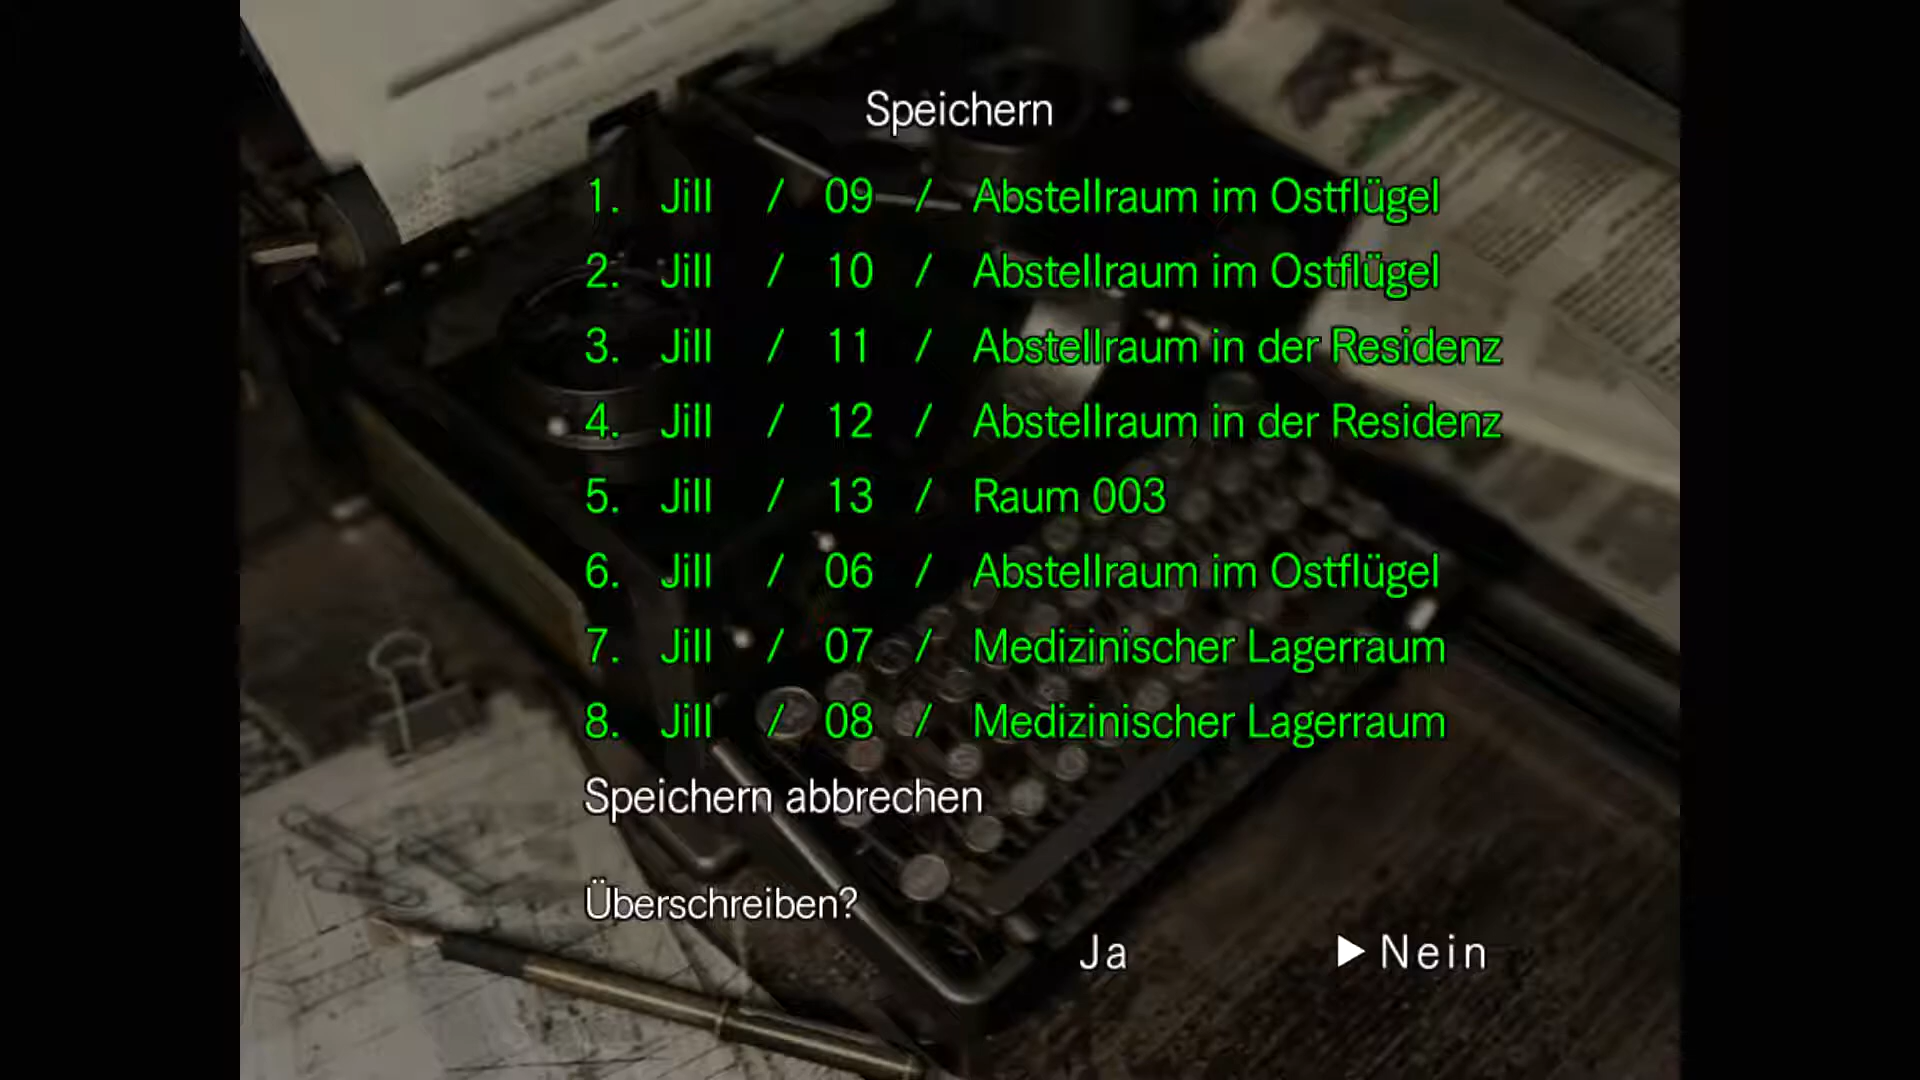 Speichern
1. Jill / 09 / Abstellraum im Ostflügel
2. Jill / 10 / Abstellraum im Ostflügel
3. Jill / 11 / Abstellraum in der Residenz
4. Jill / 12 / Abstellraum in der Residenz
5. Jill / 13 / Raum 003
6. Jill / 06 / Abstellraum im Ostflügel
7. Jill / 07 / Medizinischer Lagerraum
8. Jill / 08 / Medizinischer Lagerraum
Speichern abbrechen
Überschreiben?
Ja ▶ Nein